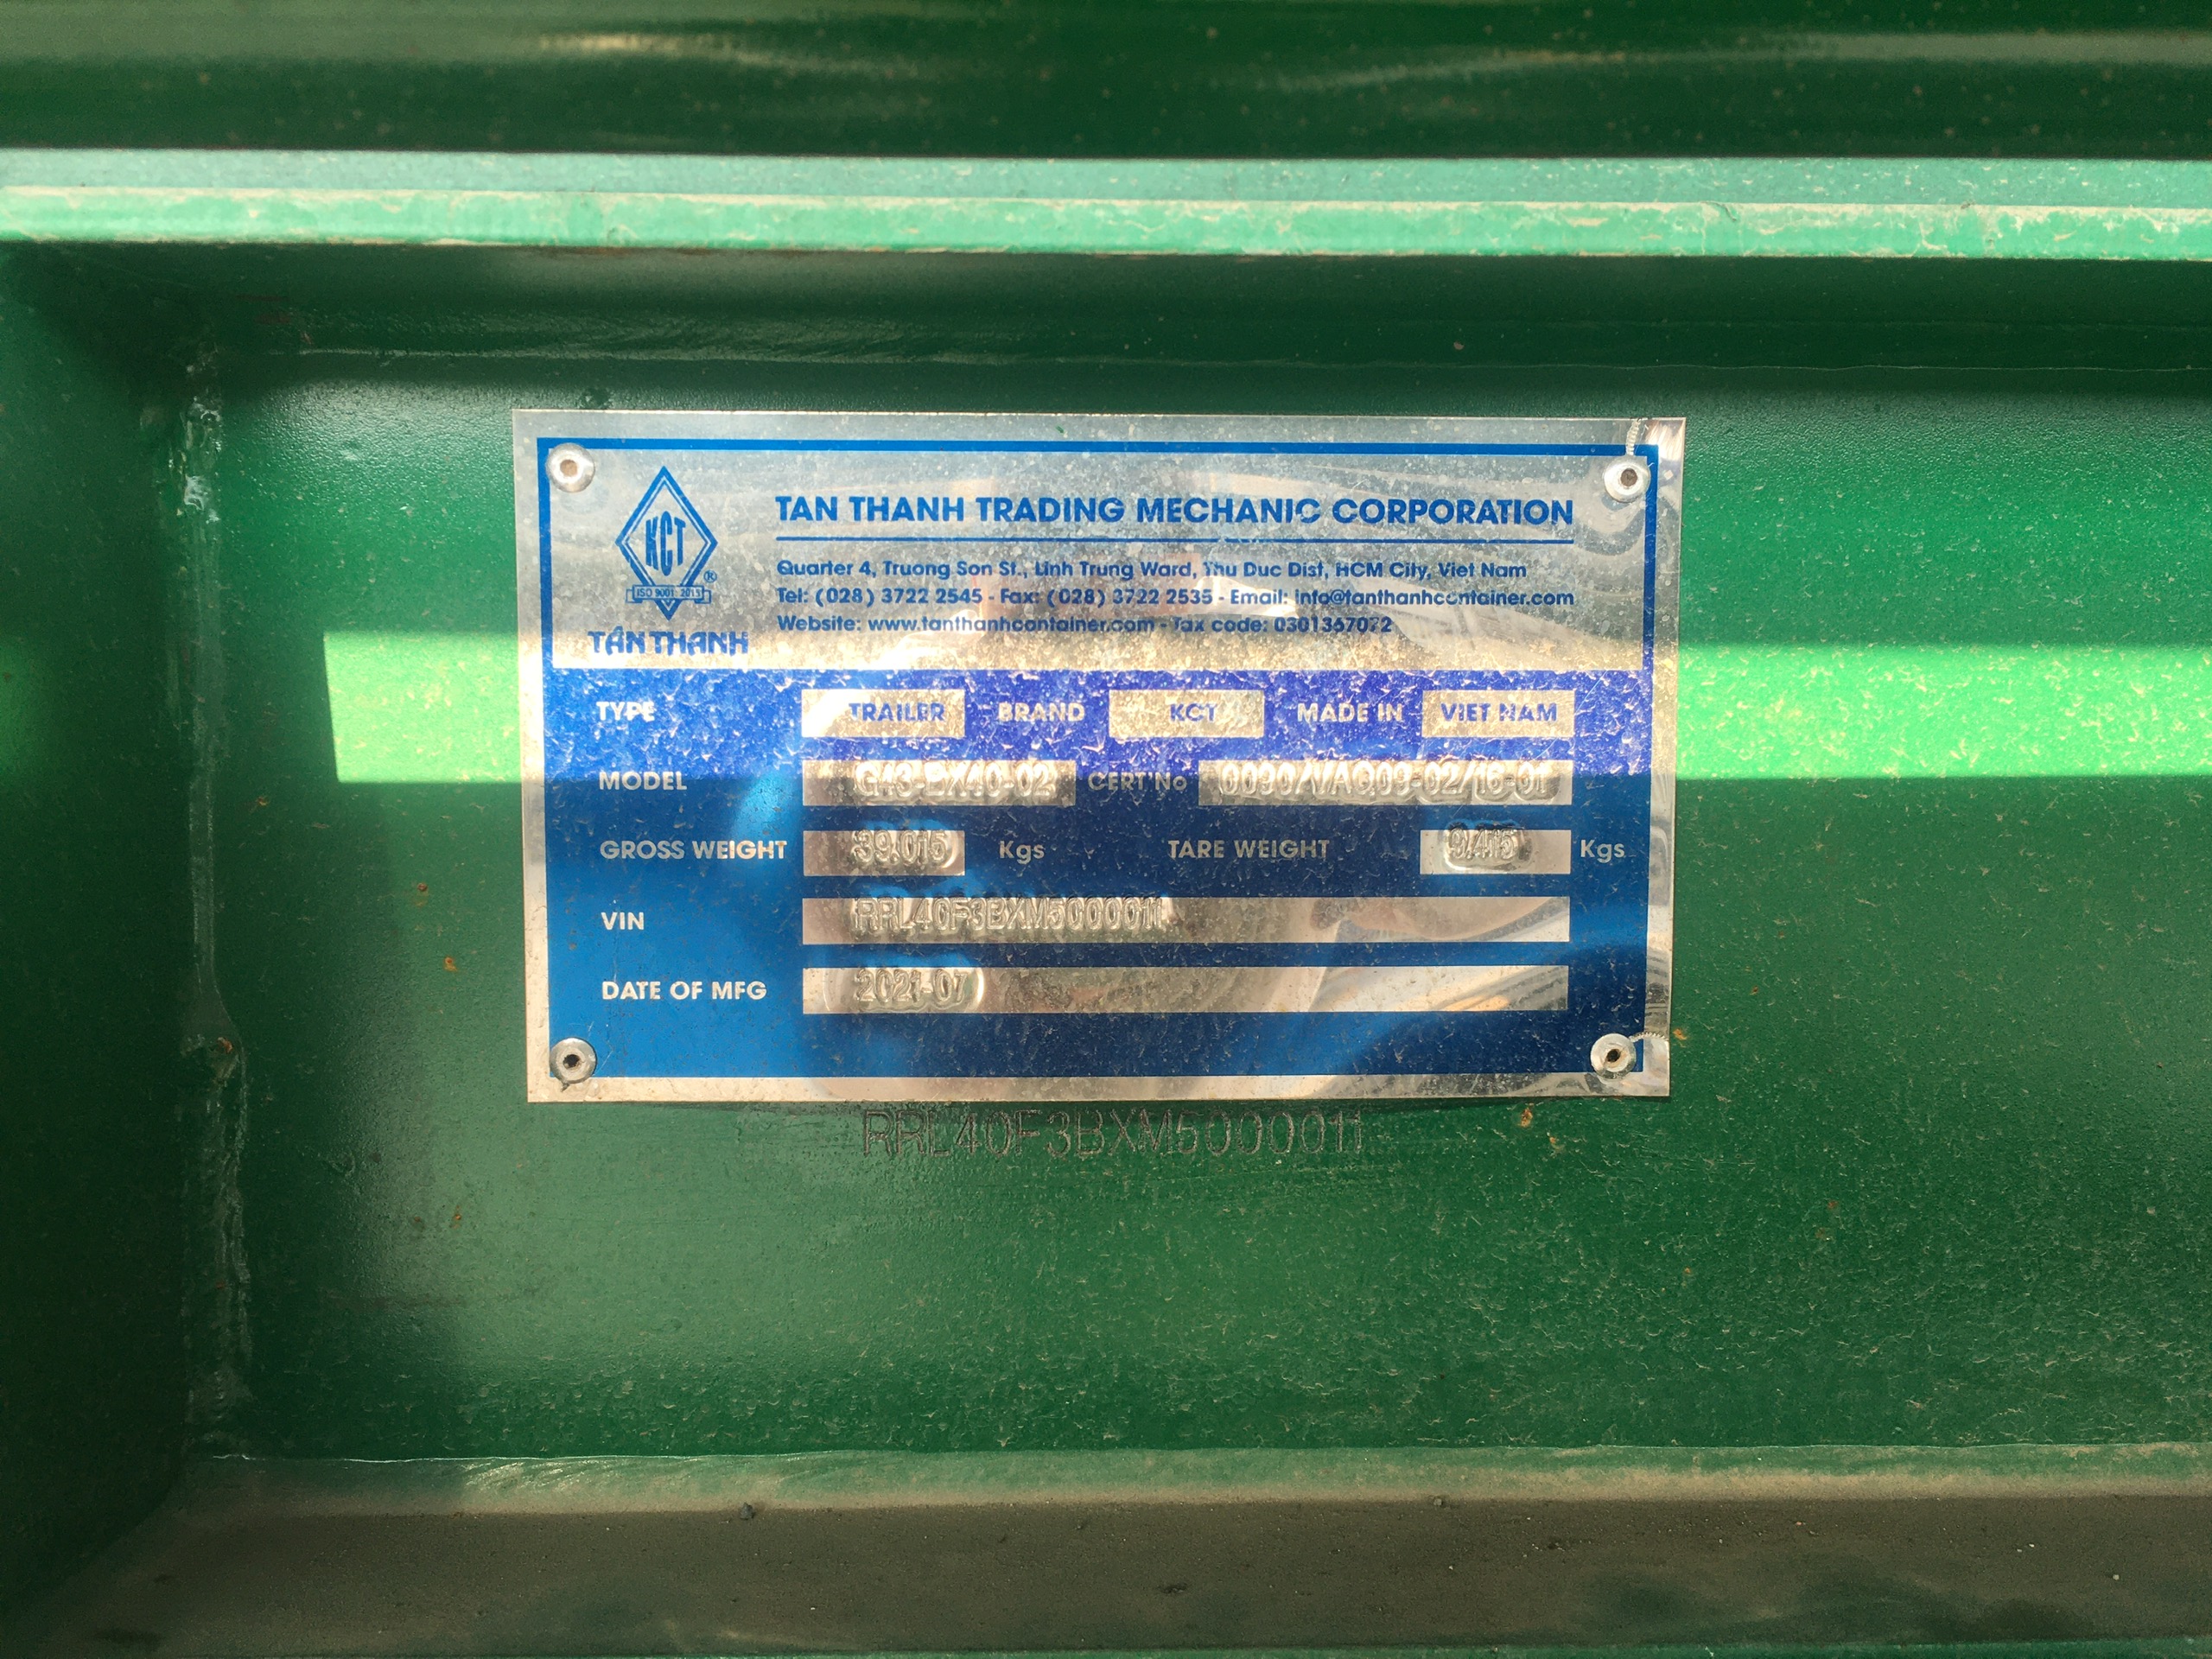 KCT
®
ISO 9001: 2015
TÂN THANH
TAN THANH TRADING MECHANIC CORPORATION
Quarter 4, Truong Son St., Linh Trung Ward, Thu Duc Dist, HCM City, Viet Nam
Tel: (028) 3722 2545 - Fax: (028) 3722 2535 - Email: info@tanthanhcontainer.com
Website: www.tanthanhcontainer.com - Tax code: 0301367072
TYPE TRAILER BRAND KCT MADE IN VIET NAM
MODEL G43-BX40-02 CERT No 0090/VAQ09-02/16-01
GROSS WEIGHT 39.015 Kgs TARE WEIGHT 9.415 Kgs
VIN RRL40F3BXM5000011
DATE OF MFG 2021-07
RRL40F3BXM5000011